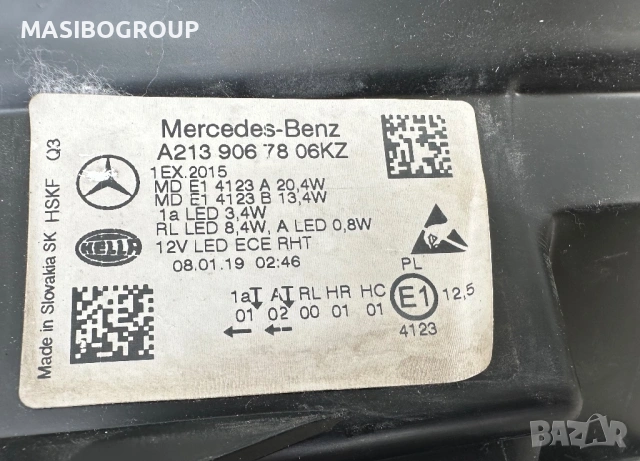 MASIBOGROUP
Mercedes-Benz
A213 906 78 06KZ
1EX.2015
MD E1 4123 A 20,4W
MD E1 4123 B 13,4W
1a LED 3,4W
RL LED 8,4W, A LED 0,8W
12V LED ECE RHT
08.01.19 02:46
HELLA
Made in Slovakia SK HSKF Q3
PL
1a A RL HR HC
01 02 00 01 01
E1
12,5
4123
BAZAR